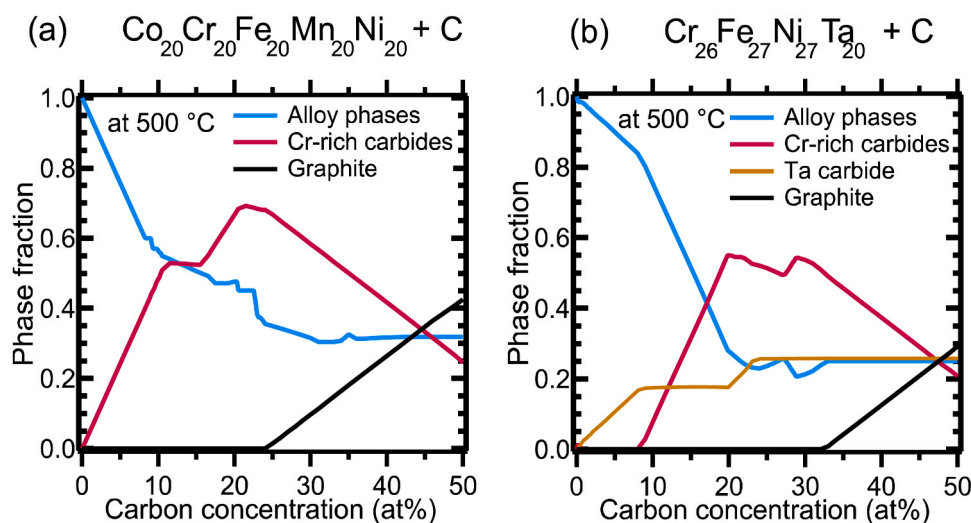 (a) Co20Cr20Fe20Mn20Ni20 + C
at 500 °C
Alloy phases
Cr-rich carbides
Graphite
Phase fraction
1.0
0.8
0.6
0.4
0.2
0.0
0 10 20 30 40 50
Carbon concentration (at%)
(b) Cr26Fe27Ni27Ta20 + C
at 500 °C
Alloy phases
Cr-rich carbides
Ta carbide
Graphite
Phase fraction
1.0
0.8
0.6
0.4
0.2
0.0
0 10 20 30 40 50
Carbon concentration (at%)